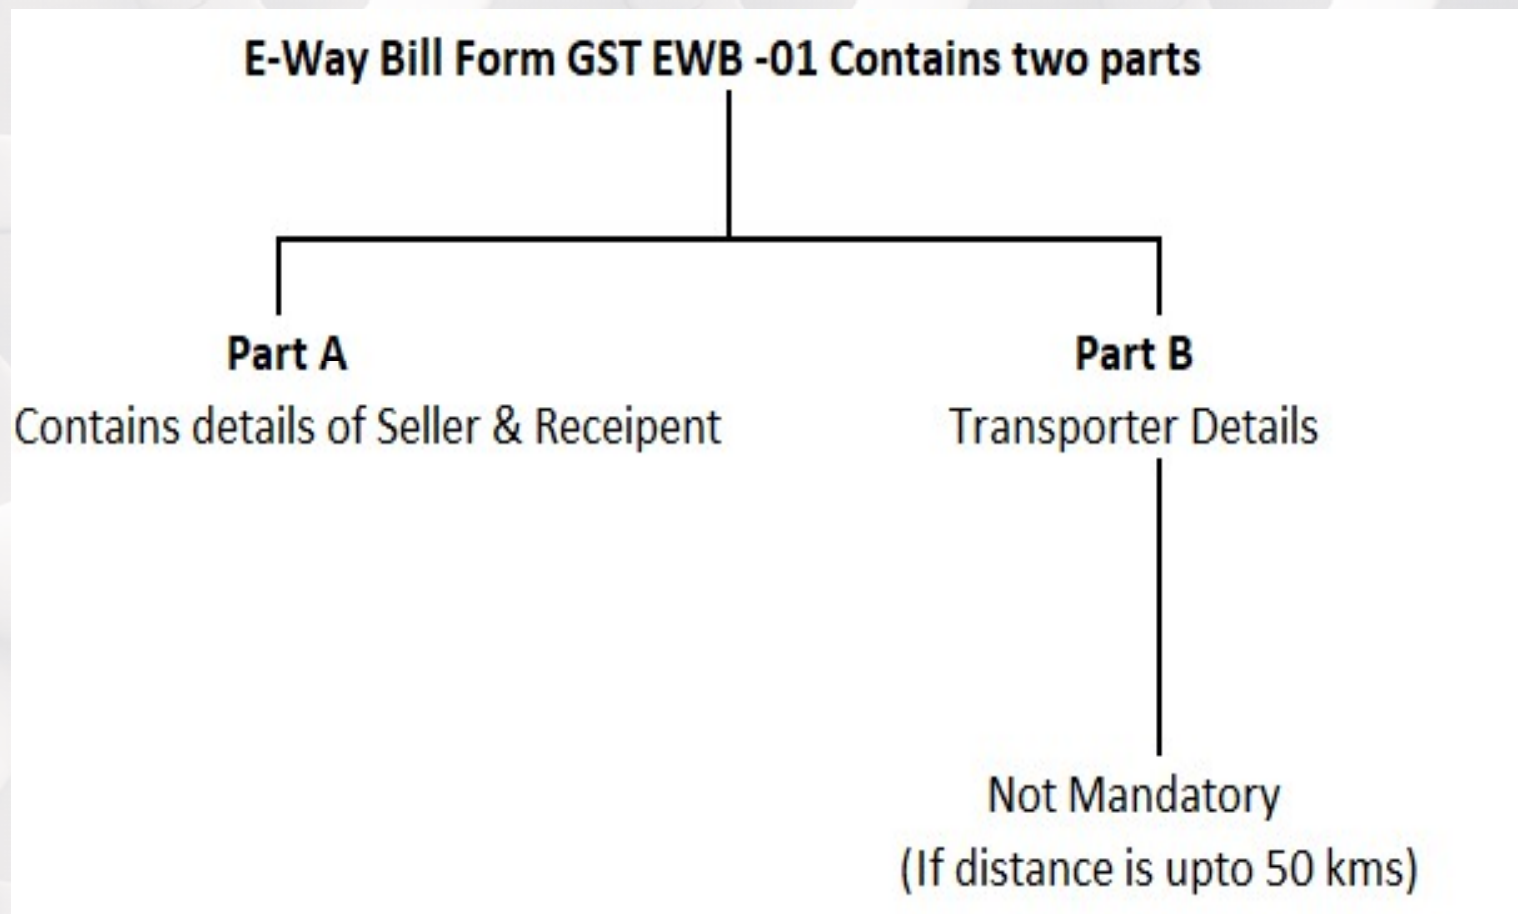 E-Way Bill Form GST EWB -01 Contains two parts
Part A
Contains details of Seller & Receipent
Part B
Transporter Details
Not Mandatory
(If distance is upto 50 kms)